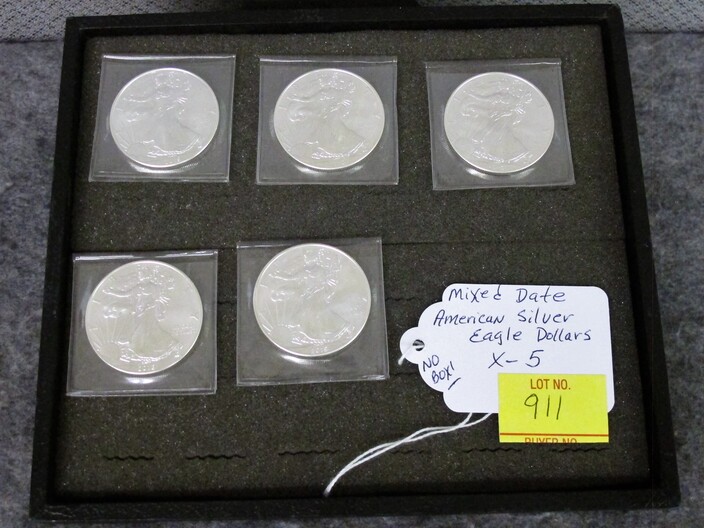 Mixed Date
American Silver
Eagle Dollars
X-5
NO
BOX!
LOT NO.
911
BUYER NO.